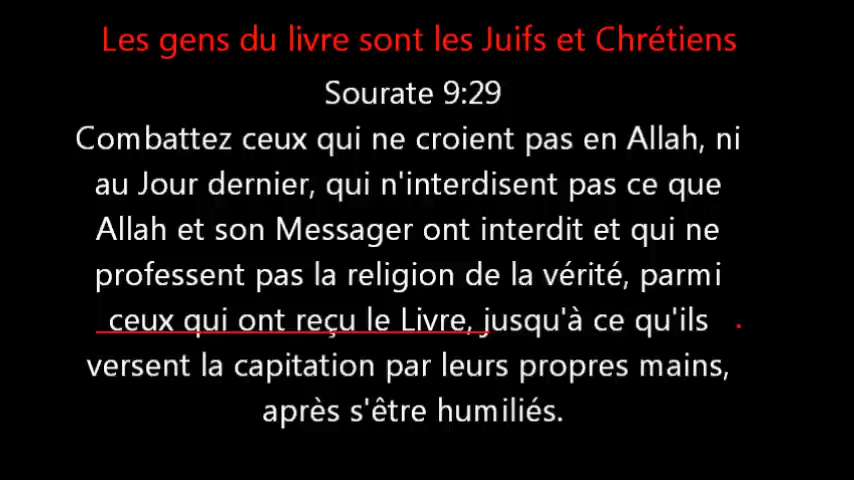 Les gens du livre sont les Juifs et Chrétiens
Sourate 9:29
Combattez ceux qui ne croient pas en Allah, ni
au Jour dernier, qui n'interdisent pas ce que
Allah et son Messager ont interdit et qui ne
professent pas la religion de la vérité, parmi
ceux qui ont reçu le Livre, jusqu'à ce qu'ils
versent la capitation par leurs propres mains,
après s'être humiliés.